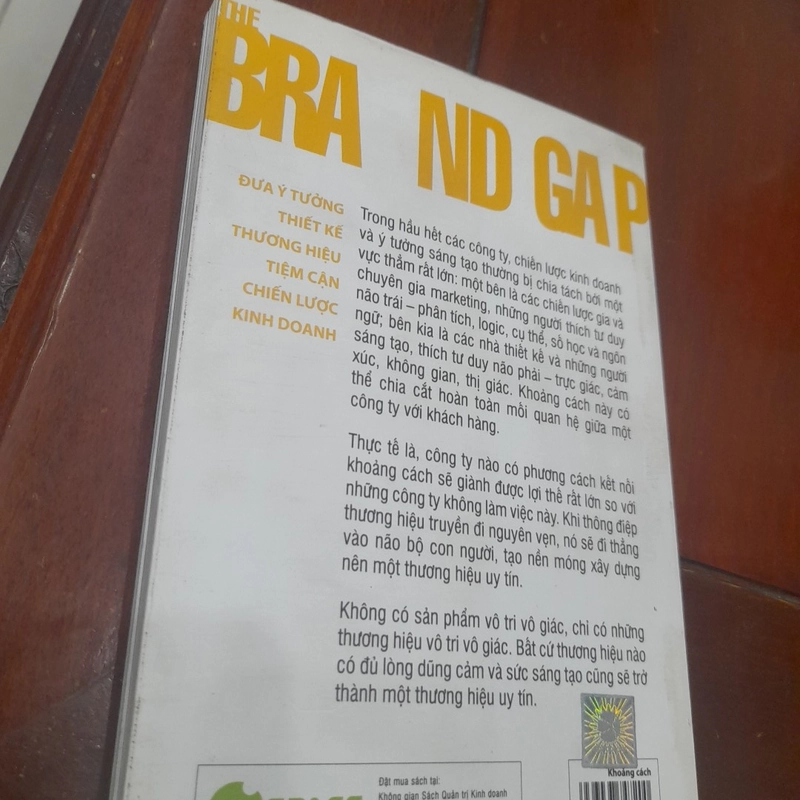 THE
BRA ND GAP
ĐƯA Ý TƯỞNG
THIẾT KẾ
THƯƠNG HIỆU
TIỆM CẬN
CHIẾN LƯỢC
KINH DOANH
Trong hầu hết các công ty, chiến lược kinh doanh
và ý tưởng sáng tạo thường bị chia tách bởi một
vực thẳm rất lớn: một bên là các chiến lược gia và
chuyên gia marketing, những người thích tư duy
não trái – phân tích, logic, cụ thể, số học và ngôn
ngữ; bên kia là các nhà thiết kế và những người
sáng tạo, thích tư duy não phải – trực giác, cảm
xúc, không gian, thị giác. Khoảng cách này có
thể chia cắt hoàn toàn mối quan hệ giữa một
công ty với khách hàng.
Thực tế là, công ty nào có phương cách kết nối
khoảng cách sẽ giành được lợi thế rất lớn so với
những công ty không làm việc này. Khi thông điệp
thương hiệu truyền đi nguyên vẹn, nó sẽ đi thẳng
vào não bộ con người, tạo nền móng xây dựng
nên một thương hiệu uy tín.
Không có sản phẩm vô tri vô giác, chỉ có những
thương hiệu vô tri vô giác. Bất cứ thương hiệu nào
có đủ lòng dũng cảm và sức sáng tạo cũng sẽ trở
thành một thương hiệu uy tín.
Đặt mua sách tại:
Không gian Sách Quản trị Kinh doanh
Khoảng cách